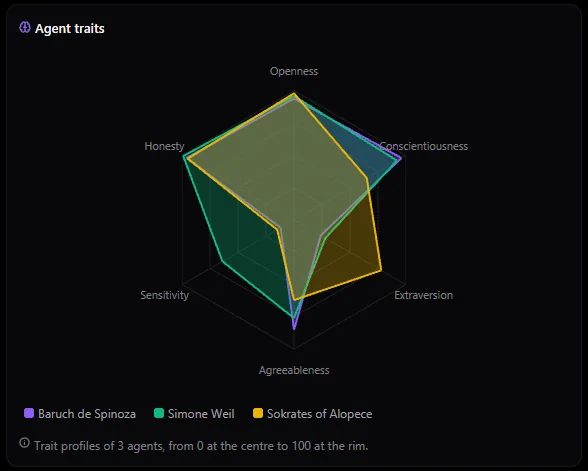 Agent traits
Openness
Honesty
Conscientiousness
Sensitivity
Extraversion
Agreeableness
Baruch de Spinoza Simone Weil Sokrates of Alopece
Trait profiles of 3 agents, from 0 at the centre to 100 at the rim.